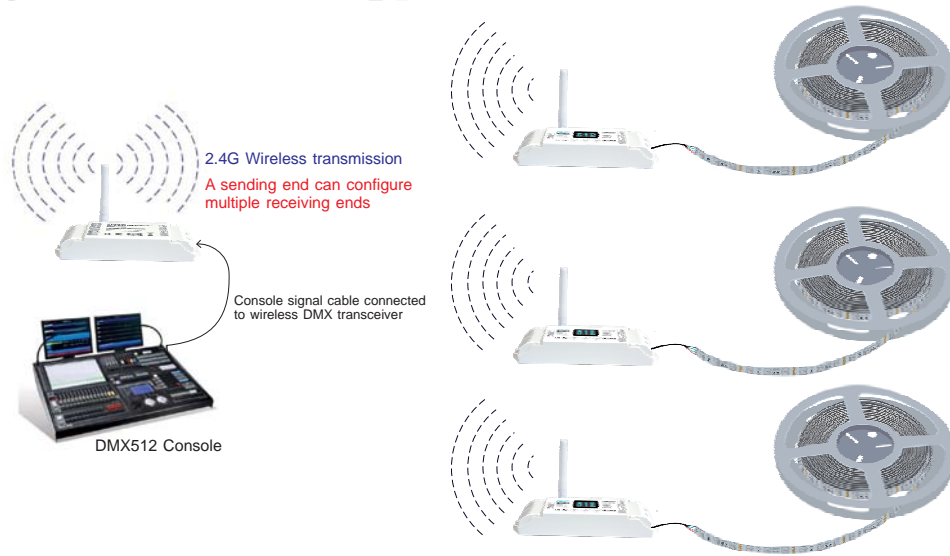 2.4G Wireless transmission
A sending end can configure
multiple receiving ends
Console signal cable connected
to wireless DMX transceiver
DMX512 Console